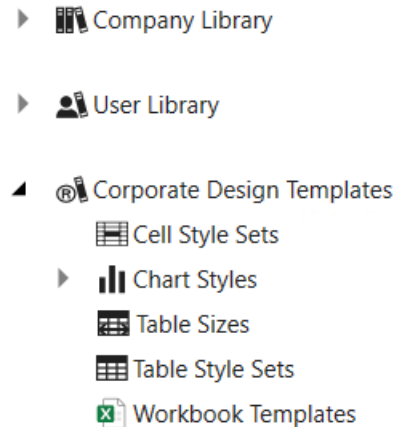 Company Library
User Library
Corporate Design Templates
Cell Style Sets
Chart Styles
Table Sizes
Table Style Sets
Workbook Templates